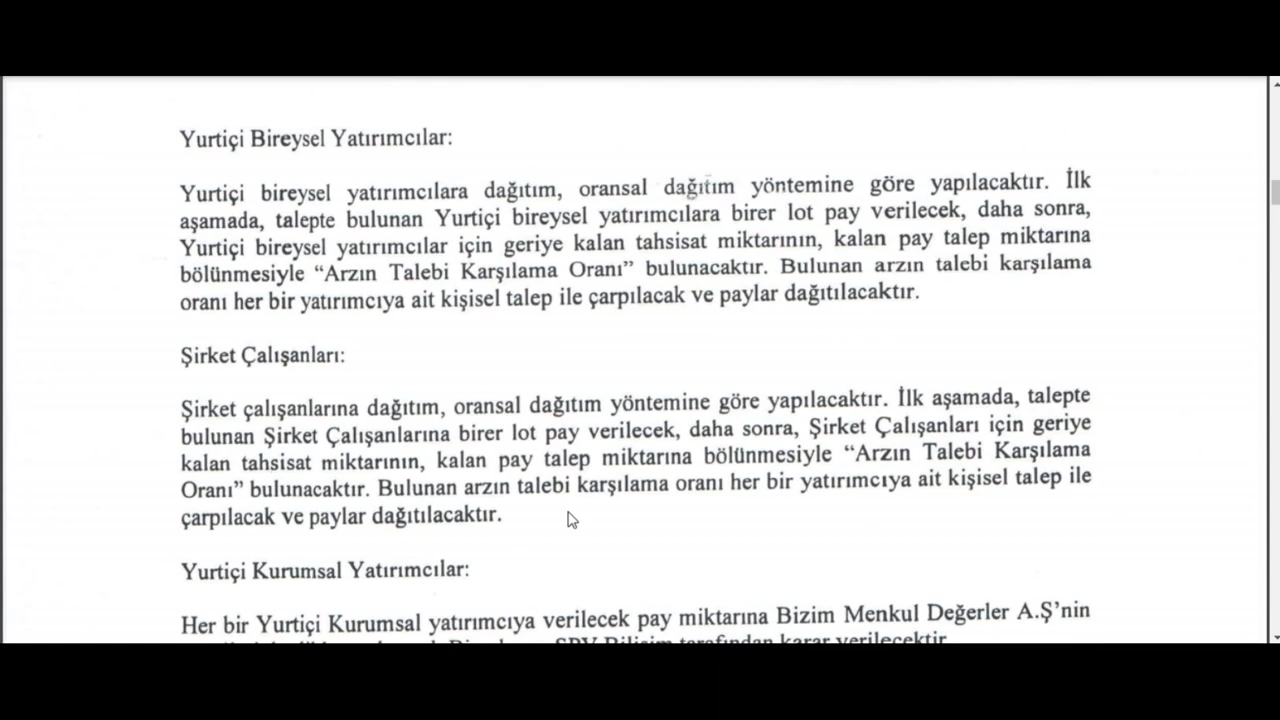 Yurtiçi Bireysel Yatırımcılar:
Yurtiçi bireysel yatırımcılara dağıtım, oransal dağıtım yöntemine göre yapılacaktır. İlk
aşamada, talepte bulunan Yurtiçi bireysel yatırımcılara birer lot pay verilecek, daha sonra,
Yurtiçi bireysel yatırımcılar için geriye kalan tahsisat miktarının, kalan pay talep miktarına
bölünmesiyle “Arzın Talebi Karşılama Oranı” bulunacaktır. Bulunan arzın talebi karşılama
oranı her bir yatırımcıya ait kişisel talep ile çarpılacak ve paylar dağıtılacaktır.
Şirket Çalışanları:
Şirket çalışanlarına dağıtım, oransal dağıtım yöntemine göre yapılacaktır. İlk aşamada, talepte
bulunan Şirket Çalışanlarına birer lot pay verilecek, daha sonra, Şirket Çalışanları için geriye
kalan tahsisat miktarının, kalan pay talep miktarına bölünmesiyle “Arzın Talebi Karşılama
Oranı” bulunacaktır. Bulunan arzın talebi karşılama oranı her bir yatırımcıya ait kişisel talep ile
çarpılacak ve paylar dağıtılacaktır.
Yurtiçi Kurumsal Yatırımcılar:
Her bir Yurtiçi Kurumsal yatırımcıya verilecek pay miktarına Bizim Menkul Değerler A.Ş’nin
tarafından karar verilecektir.